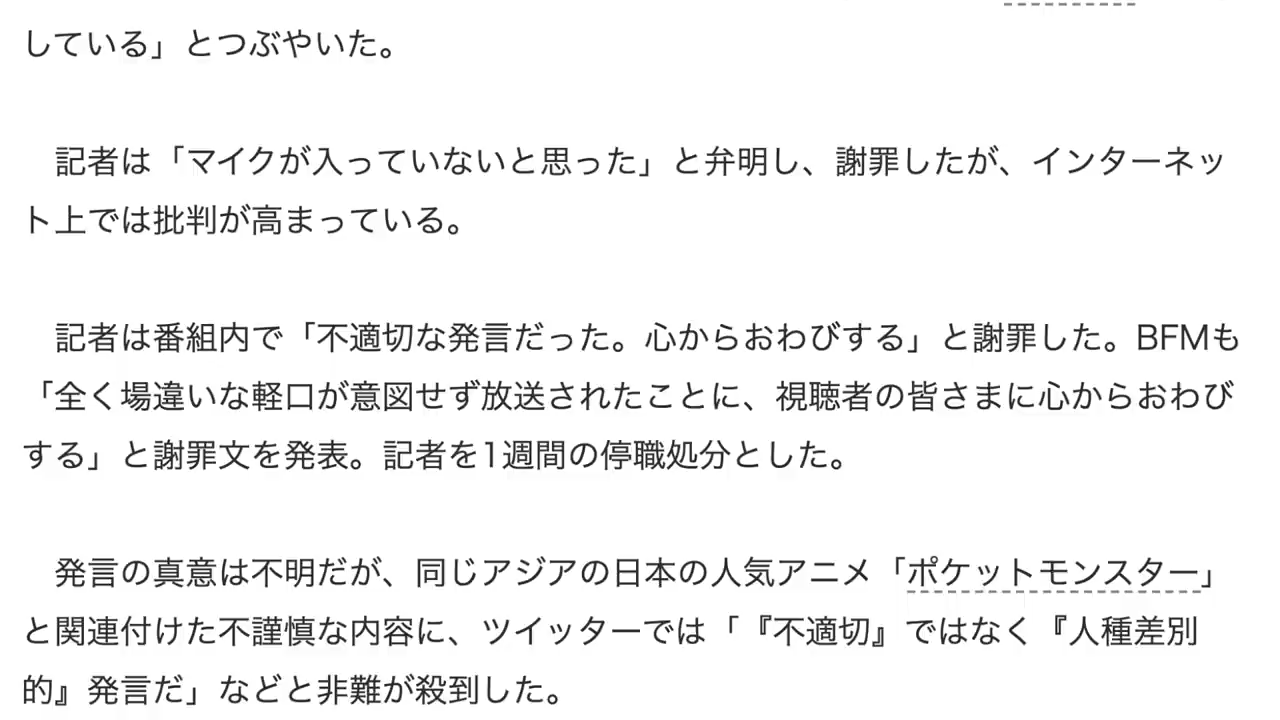 している」とつぶやいた。
　記者は「マイクが入っていないと思った」と弁明し、謝罪したが、インターネッ
ト上では批判が高まっている。
　記者は番組内で「不適切な発言だった。心からおわびする」と謝罪した。BFMも
「全く場違いな軽口が意図せず放送されたことに、視聴者の皆さまに心からおわび
する」と謝罪文を発表。記者を1週間の停職処分とした。
　発言の真意は不明だが、同じアジアの日本の人気アニメ「ポケットモンスター」
と関連付けた不謹慎な内容に、ツイッターでは「『不適切』ではなく『人種差別
的』発言だ」などと非難が殺到した。